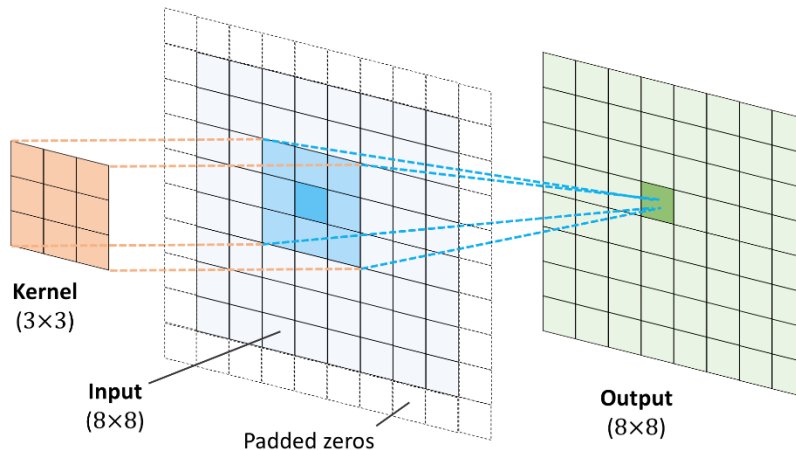 Kernel
(3×3)
Input
(8×8)
Padded zeros
Output
(8×8)